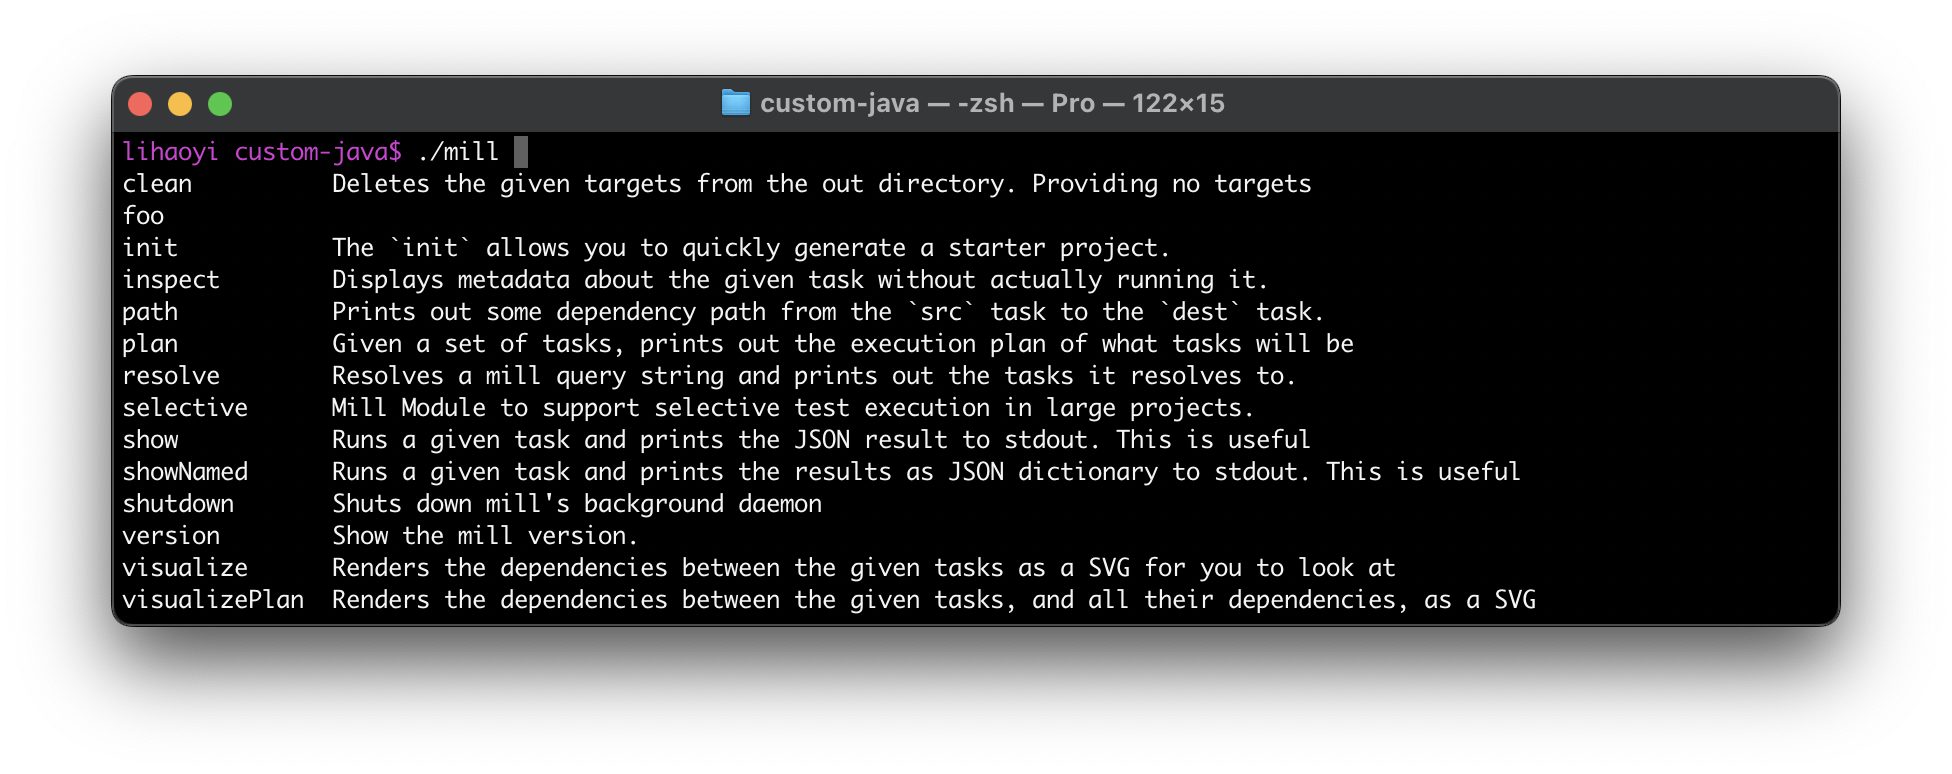 custom-java — -zsh — Pro — 122×15
lihaoyi custom-java$ ./mill
clean          Deletes the given targets from the out directory. Providing no targets
foo
init           The `init` allows you to quickly generate a starter project.
inspect        Displays metadata about the given task without actually running it.
path           Prints out some dependency path from the `src` task to the `dest` task.
plan           Given a set of tasks, prints out the execution plan of what tasks will be
resolve        Resolves a mill query string and prints out the tasks it resolves to.
selective      Mill Module to support selective test execution in large projects.
show           Runs a given task and prints the JSON result to stdout. This is useful
showNamed      Runs a given task and prints the results as JSON dictionary to stdout. This is useful
shutdown       Shuts down mill's background daemon
version        Show the mill version.
visualize      Renders the dependencies between the given tasks as a SVG for you to look at
visualizePlan  Renders the dependencies between the given tasks, and all their dependencies, as a SVG